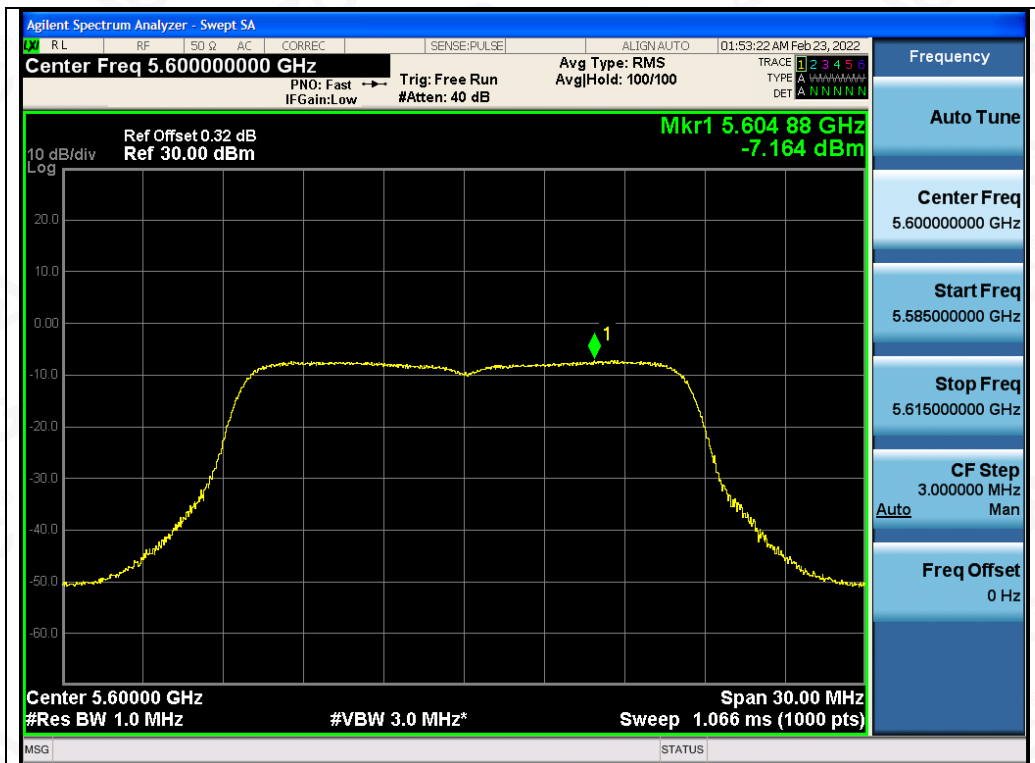 Agilent Spectrum Analyzer - Swept SA
LXI RL RF 50 Ω AC CORREC SENSE:PULSE ALIGN AUTO 01:53:22 AM Feb 23, 2022
Center Freq 5.600000000 GHz
PNO: Fast
IFGain:Low
Trig: Free Run
#Atten: 40 dB
Avg Type: RMS
Avg|Hold: 100/100
TRACE 1 2 3 4 5 6
TYPE A WWWWW
DET A N N N N N
Frequency
Auto Tune
Center Freq
5.600000000 GHz
Start Freq
5.585000000 GHz
Stop Freq
5.615000000 GHz
CF Step
3.000000 MHz
Auto Man
Freq Offset
0 Hz
Mkr1 5.604 88 GHz
-7.164 dBm
Ref Offset 0.32 dB
10 dB/div Ref 30.00 dBm
Log
20.0
10.0
0.00
-10.0
-20.0
-30.0
-40.0
-50.0
-60.0
1
Center 5.60000 GHz Span 30.00 MHz
#Res BW 1.0 MHz #VBW 3.0 MHz* Sweep 1.066 ms (1000 pts)
MSG STATUS